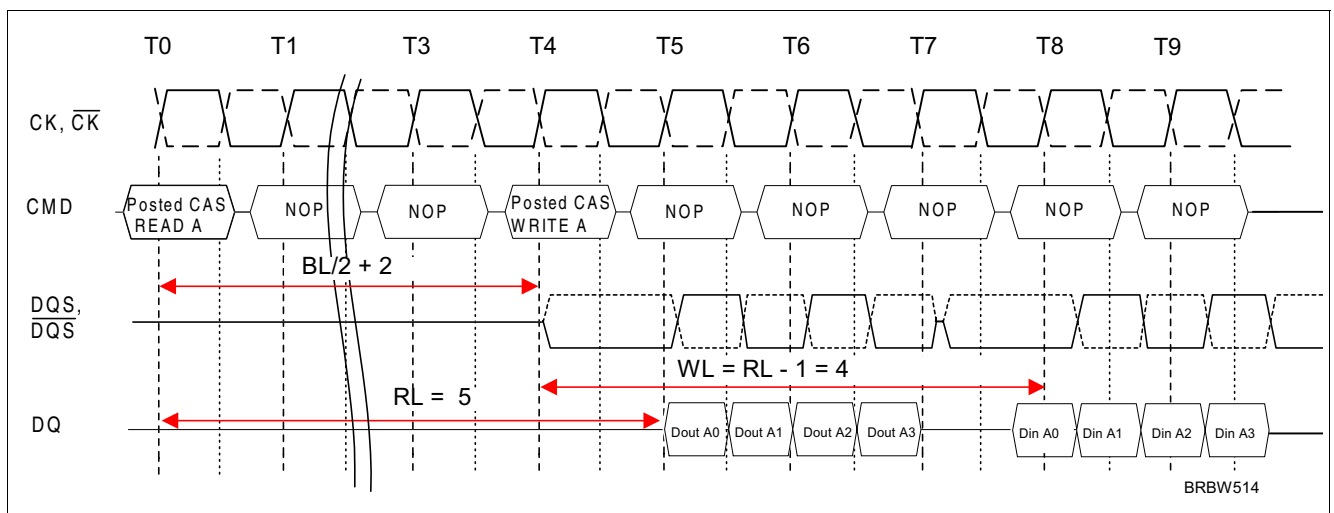 T0 T1 T3 T4 T5 T6 T7 T8 T9
CK, CK
CMD
Posted CAS
READ A
NOP
NOP
Posted CAS
WRITE A
NOP
NOP
NOP
NOP
NOP
BL/2 + 2
DQS,
DQS
WL = RL - 1 = 4
RL = 5
DQ
Dout A0 Dout A1 Dout A2 Dout A3 Din A0 Din A1 Din A2 Din A3
BRBW514